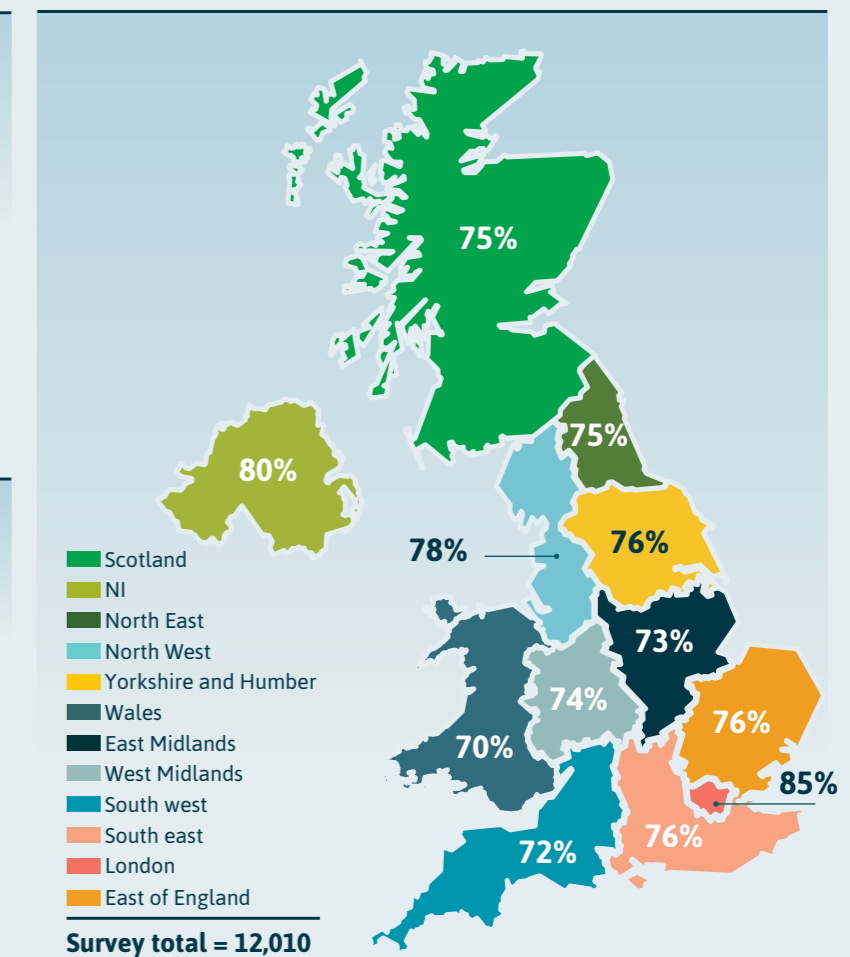 75%
75%
80%
76%
78%
73%
74%
76%
70%
85%
76%
72%
Scotland
NI
North East
North West
Yorkshire and Humber
Wales
East Midlands
West Midlands
South west
South east
London
East of England
Survey total = 12,010